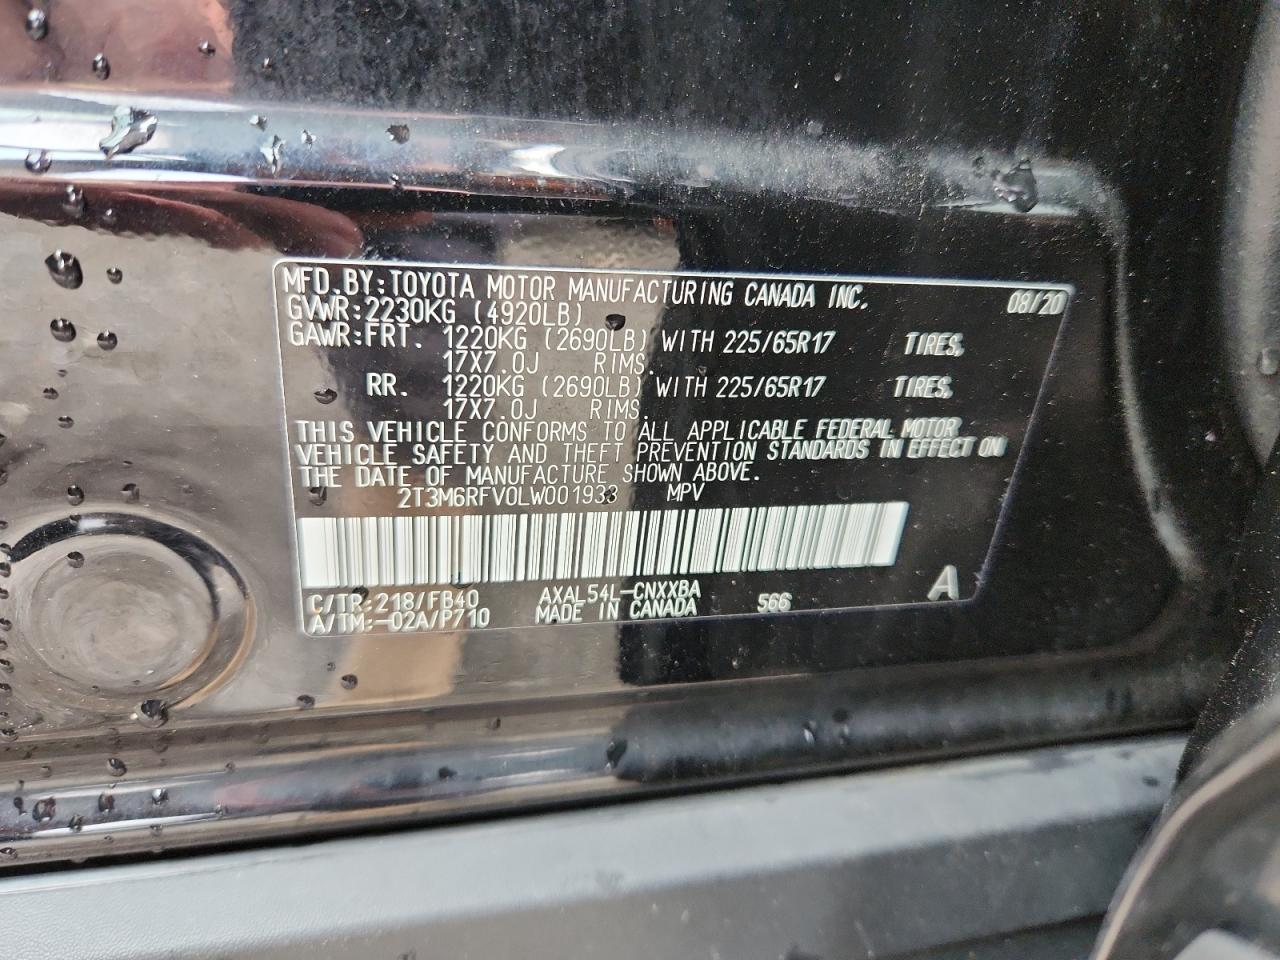 MFD.BY:TOYOTA MOTOR MANUFACTURING CANADA INC. 08/20
GVWR:2230KG (4920LB)
GAWR:FRT. 1220KG (2690LB) WITH 225/65R17 TIRES,
17X7.0J RIMS.
RR. 1220KG (2690LB) WITH 225/65R17 TIRES,
17X7.0J RIMS.
THIS VEHICLE CONFORMS TO ALL APPLICABLE FEDERAL MOTOR
VEHICLE SAFETY AND THEFT PREVENTION STANDARDS IN EFFECT ON
THE DATE OF MANUFACTURE SHOWN ABOVE.
2T3M6RFV0LW001933 MPV
C/TR:218/FB40 AXAL54L-CNXXBA 566 A
A/TM:-02A/P710 MADE IN CANADA